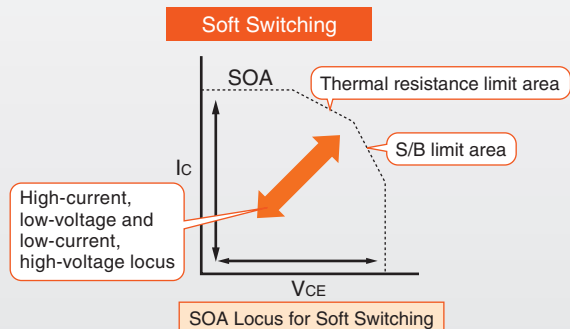 Soft Switching
SOA
Thermal resistance limit area
S/B limit area
IC
High-current,
low-voltage and
low-current,
high-voltage locus
VCE
SOA Locus for Soft Switching